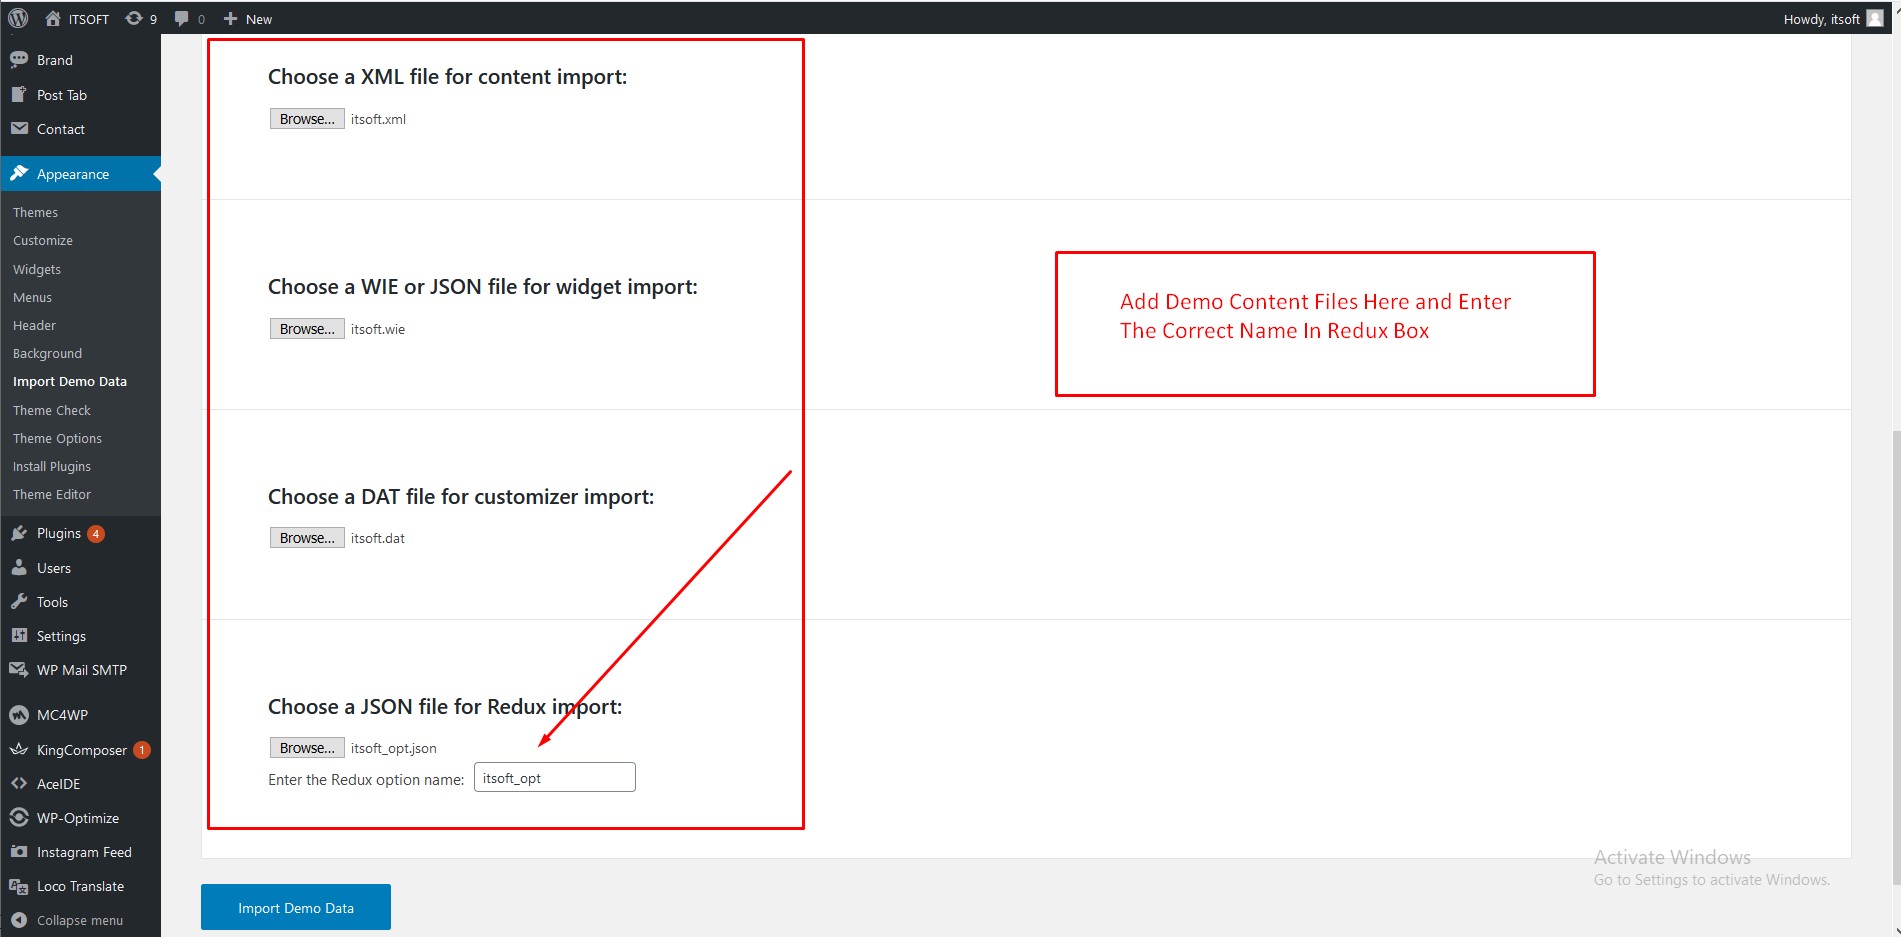 ITSOFT 9 0 New Howdy, itsoft
Brand
Post Tab
Contact
Appearance
Themes
Customize
Widgets
Menus
Header
Background
Import Demo Data
Theme Check
Theme Options
Install Plugins
Theme Editor
Plugins 4
Users
Tools
Settings
WP Mail SMTP
MC4WP
KingComposer 1
AceIDE
WP-Optimize
Instagram Feed
Loco Translate
Collapse menu
Choose a XML file for content import:
Browse... itsoft.xml
Choose a WIE or JSON file for widget import:
Browse... itsoft.wie
Choose a DAT file for customizer import:
Browse... itsoft.dat
Choose a JSON file for Redux import:
Browse... itsoft_opt.json
Enter the Redux option name: itsoft_opt
Import Demo Data
Add Demo Content Files Here and Enter
The Correct Name In Redux Box
Activate Windows
Go to Settings to activate Windows.